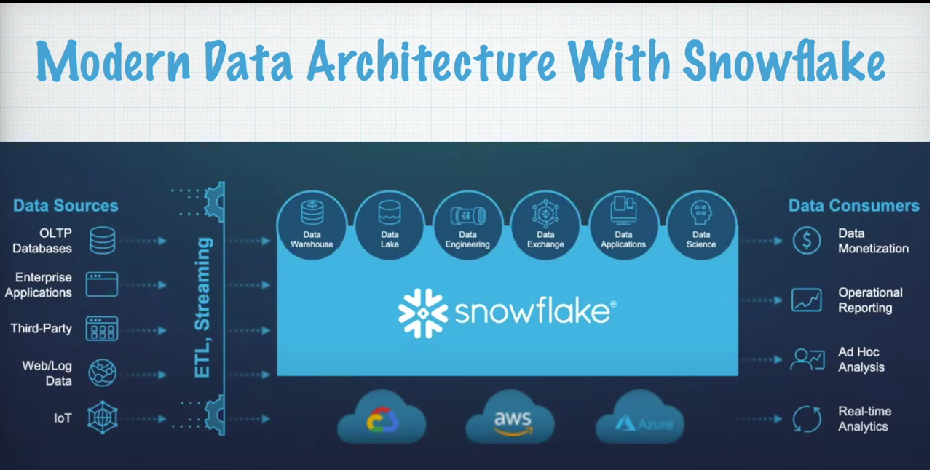 Modern Data Architecture With Snowflake
Data Sources
OLTP
Databases
Enterprise
Applications
Third-Party
Web/Log
Data
IoT
ETL, Streaming
Data
Warehouse
Data
Lake
Data
Engineering
Data
Exchange
Data
Applications
Data
Science
snowflake®
aws
Azure
Data Consumers
Data
Monetization
Operational
Reporting
Ad Hoc
Analysis
Real-time
Analytics